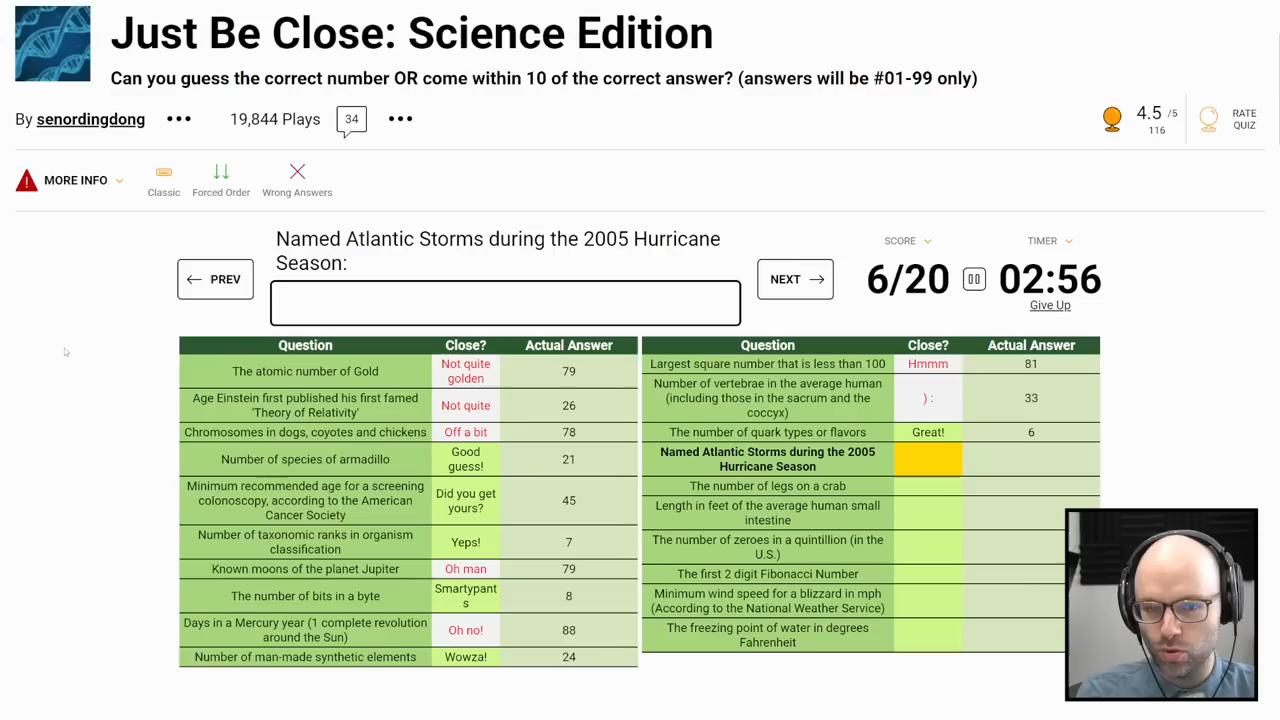 Just Be Close: Science Edition
Can you guess the correct number OR come within 10 of the correct answer? (answers will be #01-99 only)
By senordingdong ••• 19,844 Plays 34 •••
4.5 /5
116
RATE
QUIZ
MORE INFO
Classic
Forced Order
Wrong Answers
Named Atlantic Storms during the 2005 Hurricane
Season:
PREV
NEXT
SCORE
6/20
TIMER
02:56
Give Up
Question Close? Actual Answer
The atomic number of Gold Not quite
golden 79
Age Einstein first published his first famed
'Theory of Relativity' Not quite 26
Chromosomes in dogs, coyotes and chickens Off a bit 78
Number of species of armadillo Good
guess! 21
Minimum recommended age for a screening
colonoscopy, according to the American
Cancer Society Did you get
yours? 45
Number of taxonomic ranks in organism
classification Yeps! 7
Known moons of the planet Jupiter Oh man 79
The number of bits in a byte Smartypant
s 8
Days in a Mercury year (1 complete revolution
around the Sun) Oh no! 88
Number of man-made synthetic elements Wowza! 24
Question Close? Actual Answer
Largest square number that is less than 100 Hmmm 81
Number of vertebrae in the average human
(including those in the sacrum and the
coccyx) ) : 33
The number of quark types or flavors Great! 6
Named Atlantic Storms during the 2005
Hurricane Season
The number of legs on a crab
Length in feet of the average human small
intestine
The number of zeroes in a quintillion (in the
U.S.)
The first 2 digit Fibonacci Number
Minimum wind speed for a blizzard in mph
(According to the National Weather Service)
The freezing point of water in degrees
Fahrenheit